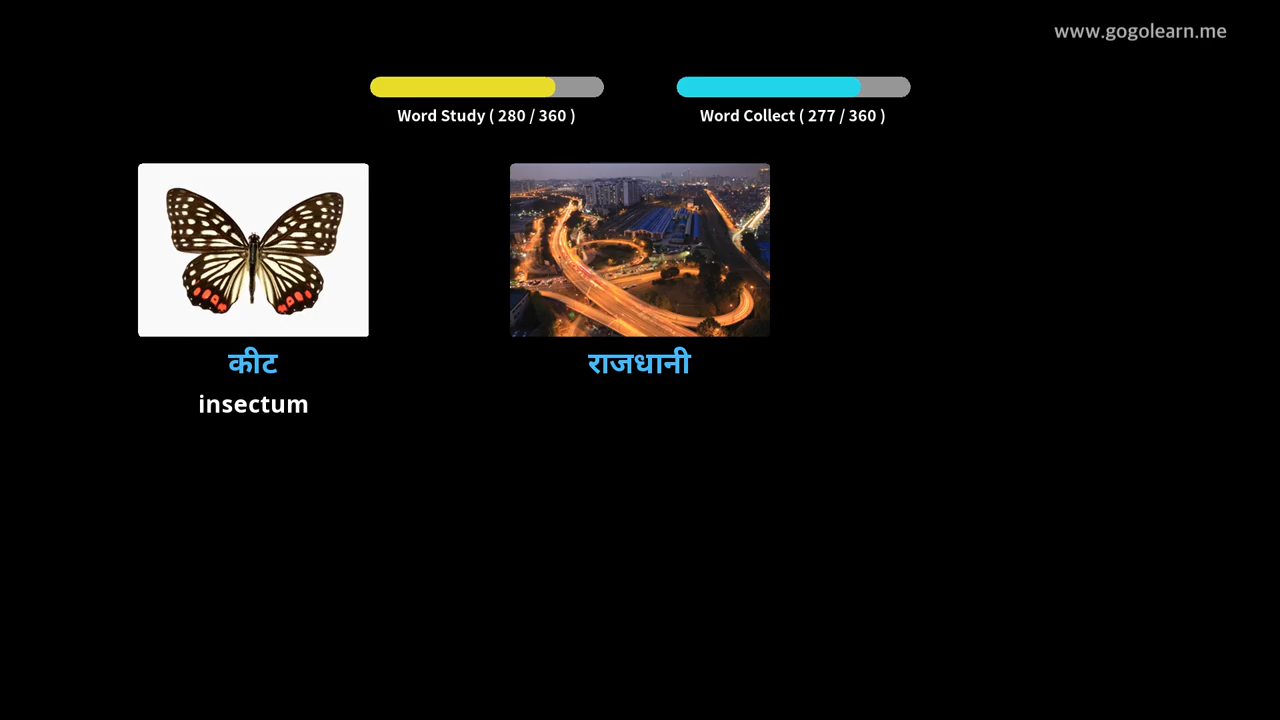 www.gogolearn.me
Word Study ( 280 / 360 )
Word Collect ( 277 / 360 )
कीट
insectum
राजधानी